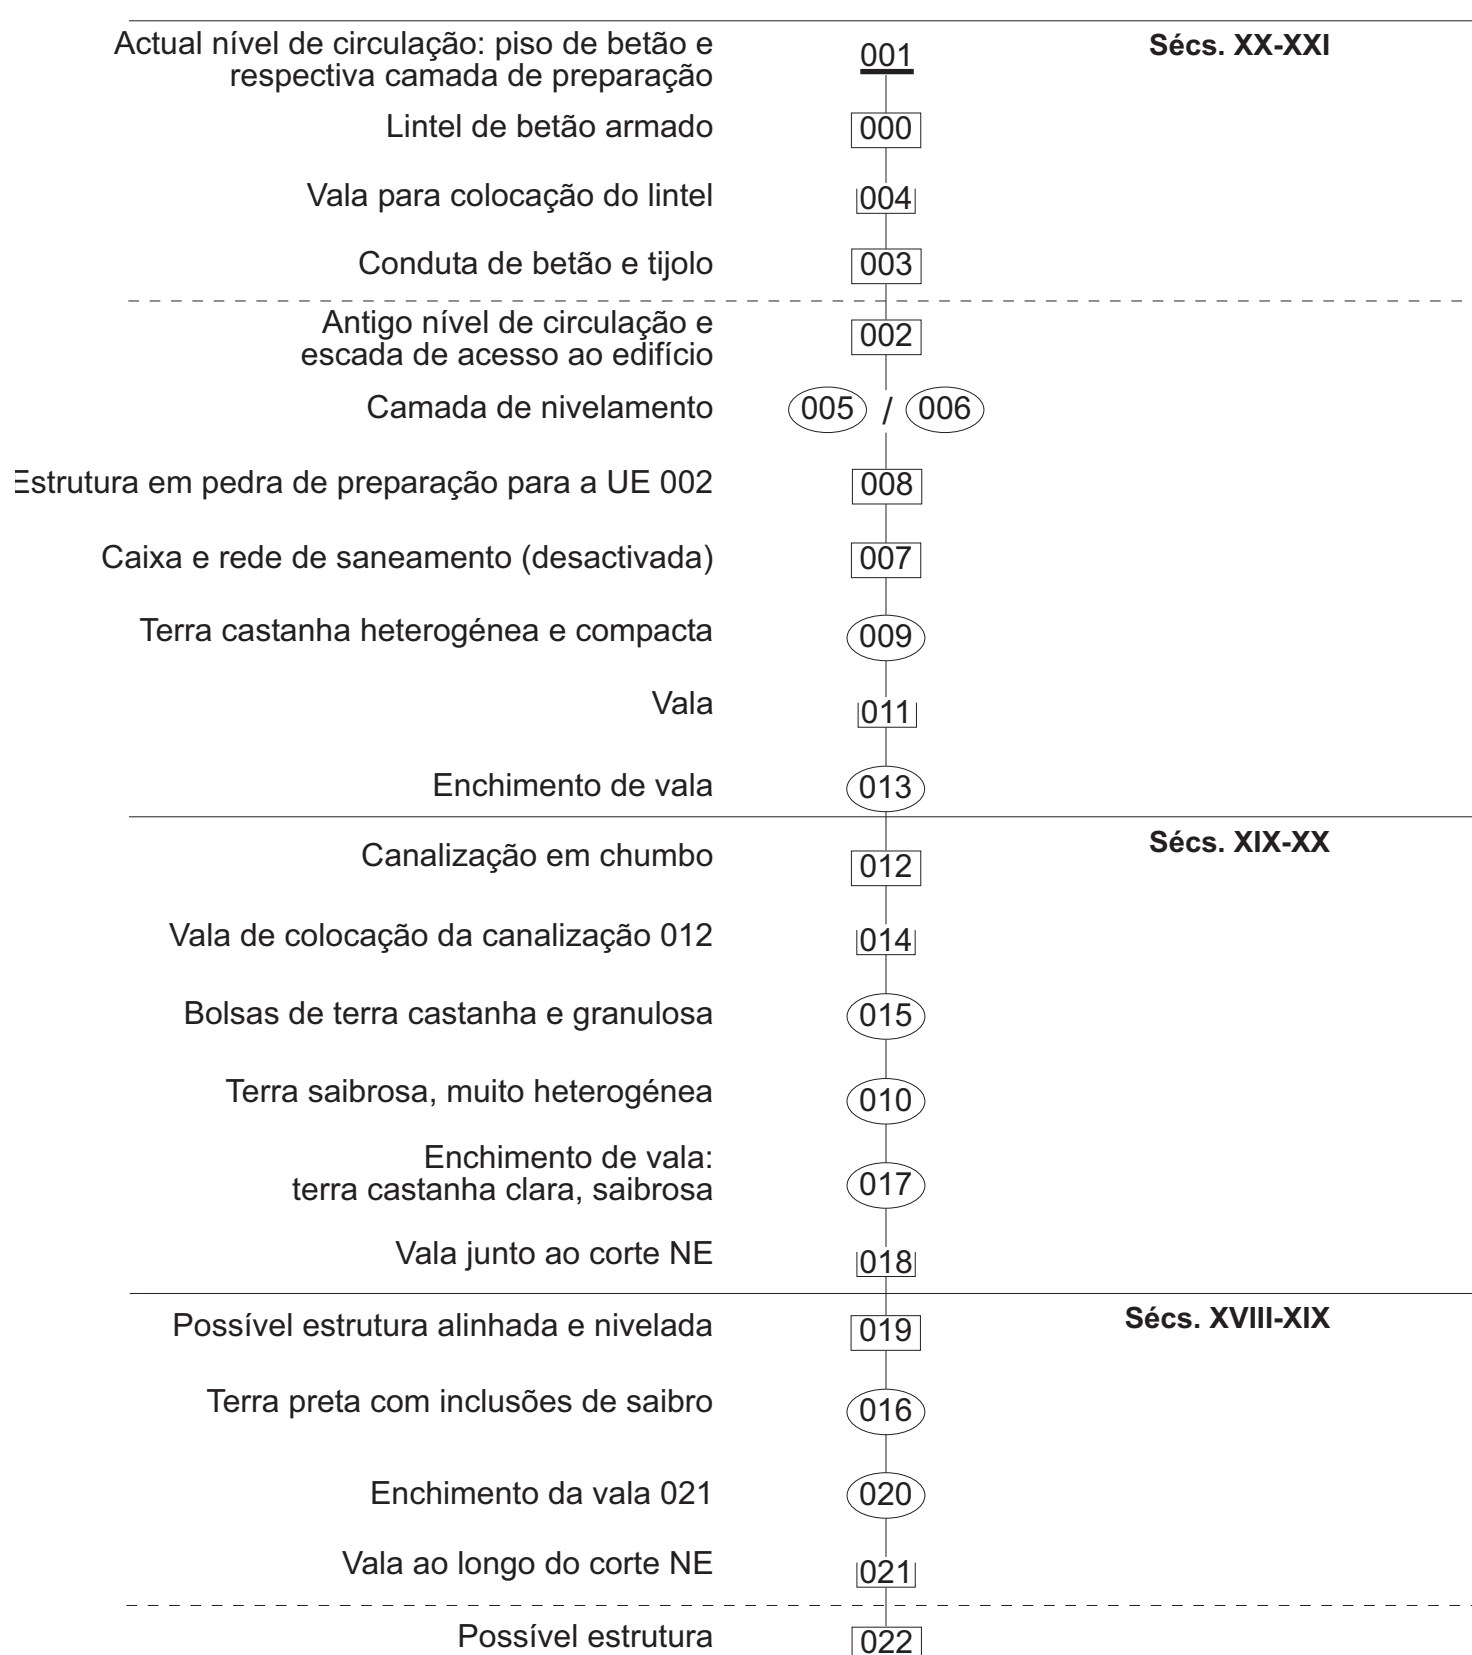 Actual nível de circulação: piso de betão e
respectiva camada de preparação
001
Sécs. XX-XXI
Lintel de betão armado
000
Vala para colocação do lintel
004
Conduta de betão e tijolo
003
Antigo nível de circulação e
escada de acesso ao edifício
002
Camada de nivelamento
005 / 006
Estrutura em pedra de preparação para a UE 002
008
Caixa e rede de saneamento (desactivada)
007
Terra castanha heterogénea e compacta
009
Vala
011
Enchimento de vala
013
Sécs. XIX-XX
Canalização em chumbo
012
Vala de colocação da canalização 012
014
Bolsas de terra castanha e granulosa
015
Terra saibrosa, muito heterogénea
010
Enchimento de vala:
terra castanha clara, saibrosa
017
Vala junto ao corte NE
018
Sécs. XVIII-XIX
Possível estrutura alinhada e nivelada
019
Terra preta com inclusões de saibro
016
Enchimento da vala 021
020
Vala ao longo do corte NE
021
Possível estrutura
022